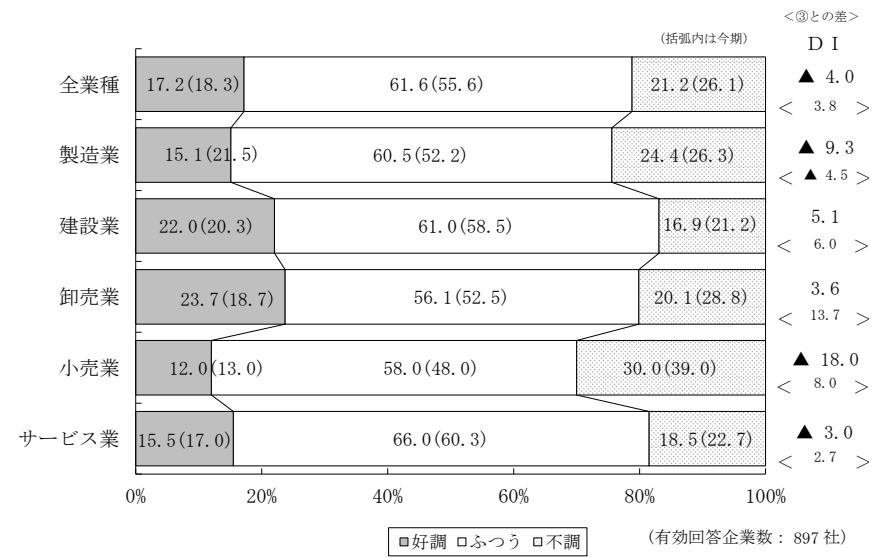 <③との差>
(括弧内は今期) ＤＩ
全業種 17.2(18.3) 61.6(55.6) 21.2(26.1) ▲ 4.0
< 3.8 >
製造業 15.1(21.5) 60.5(52.2) 24.4(26.3) ▲ 9.3
< ▲ 4.5 >
建設業 22.0(20.3) 61.0(58.5) 16.9(21.2) 5.1
< 6.0 >
卸売業 23.7(18.7) 56.1(52.5) 20.1(28.8) 3.6
< 13.7 >
小売業 12.0(13.0) 58.0(48.0) 30.0(39.0) ▲ 18.0
< 8.0 >
サービス業 15.5(17.0) 66.0(60.3) 18.5(22.7) ▲ 3.0
< 2.7 >
0% 20% 40% 60% 80% 100%
好調 ふつう 不調 (有効回答企業数：897社)